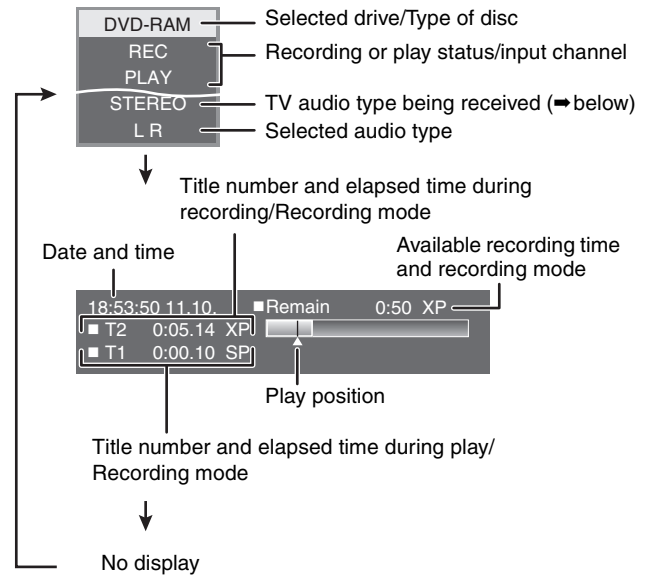 DVD-RAM
Selected drive/Type of disc
REC
PLAY
Recording or play status/input channel
STEREO
TV audio type being received (➡ below)
L R
Selected audio type
Title number and elapsed time during
recording/Recording mode
Date and time
Available recording time
and recording mode
18:53:50 11.10.
Remain 0:50 XP
T2 0:05.14 XP
T1 0:00.10 SP
Play position
Title number and elapsed time during play/
Recording mode
No display